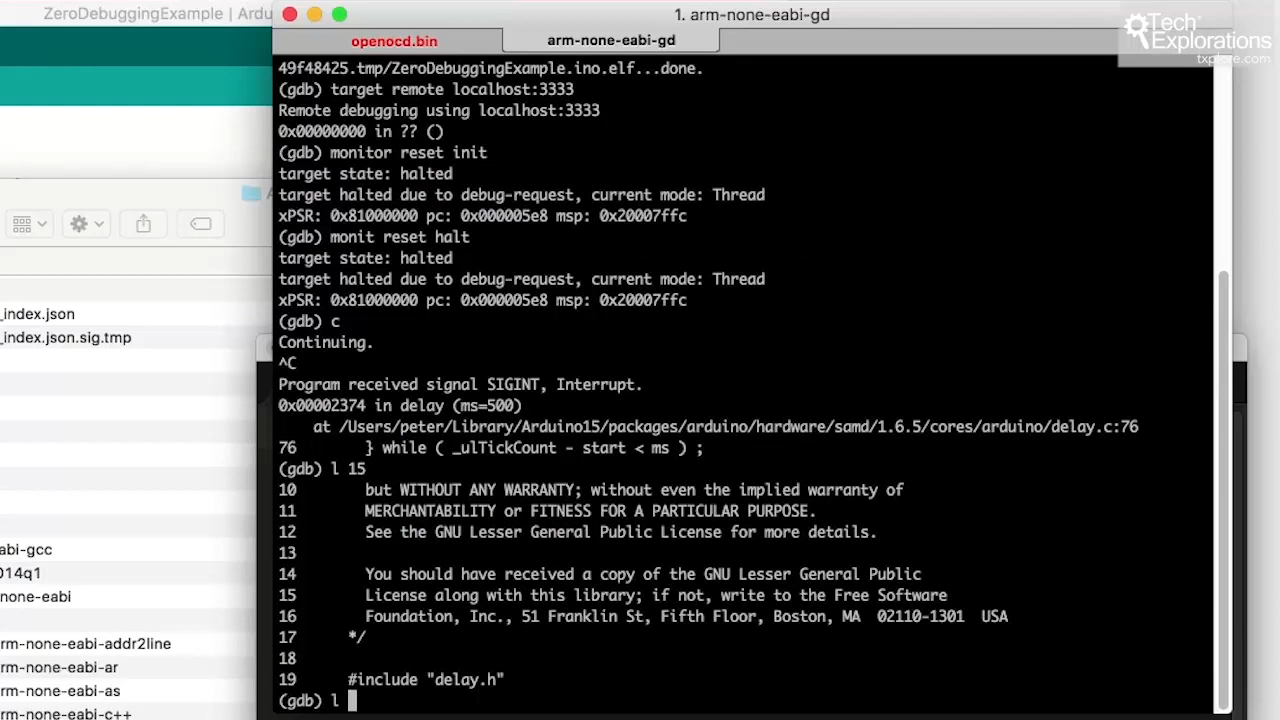 ZeroDebuggingExample | Ardu
1. arm-none-eabi-gd
Tech
Explorations
txplore.com
openocd.bin
arm-none-eabi-gd
49f48425.tmp/ZeroDebuggingExample.ino.elf...done.
(gdb) target remote localhost:3333
Remote debugging using localhost:3333
0x00000000 in ?? ()
(gdb) monitor reset init
target state: halted
target halted due to debug-request, current mode: Thread
xPSR: 0x81000000 pc: 0x000005e8 msp: 0x20007ffc
(gdb) monit reset halt
target state: halted
target halted due to debug-request, current mode: Thread
xPSR: 0x81000000 pc: 0x000005e8 msp: 0x20007ffc
(gdb) c
Continuing.
^C
Program received signal SIGINT, Interrupt.
0x00002374 in delay (ms=500)
at /Users/peter/Library/Arduino15/packages/arduino/hardware/samd/1.6.5/cores/arduino/delay.c:76
76 } while ( _ulTickCount - start < ms ) ;
(gdb) l 15
10 but WITHOUT ANY WARRANTY; without even the implied warranty of
11 MERCHANTABILITY or FITNESS FOR A PARTICULAR PURPOSE.
12 See the GNU Lesser General Public License for more details.
13
14 You should have received a copy of the GNU Lesser General Public
15 License along with this library; if not, write to the Free Software
16 Foundation, Inc., 51 Franklin St, Fifth Floor, Boston, MA 02110-1301 USA
17 */
18
19 #include "delay.h"
(gdb) l
_index.json
_index.json.sig.tmp
abi-gcc
014q1
none-eabi
rm-none-eabi-addr2line
rm-none-eabi-ar
rm-none-eabi-as
rm-none-eabi-c++